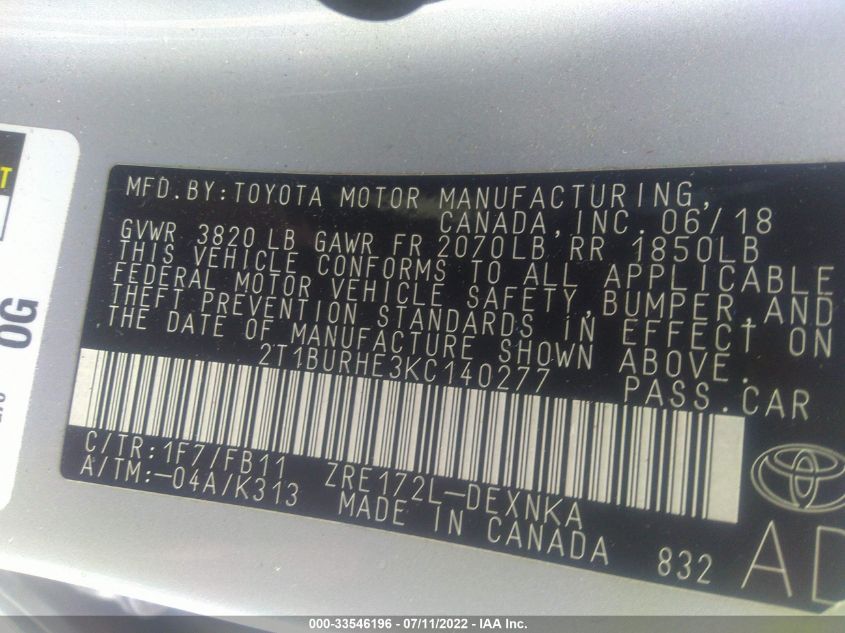 MFD.BY:TOYOTA MOTOR MANUFACTURING,
CANADA,INC. 06/18
GVWR 3820 LB GAWR FR 2070LB RR 1850LB
THIS VEHICLE CONFORMS TO ALL APPLICABLE
FEDERAL MOTOR VEHICLE SAFETY, BUMPER, AND
THEFT PREVENTION STANDARDS IN EFFECT ON
THE DATE OF MANUFACTURE SHOWN ABOVE.
2T1BURHE3KC140277 PASS.CAR
C/TR:1F7/FB11 ZRE172L-DEXNKA
A/TM:-04A/K313 MADE IN CANADA 832
0G
000-33546196 - 07/11/2022 - IAA Inc.